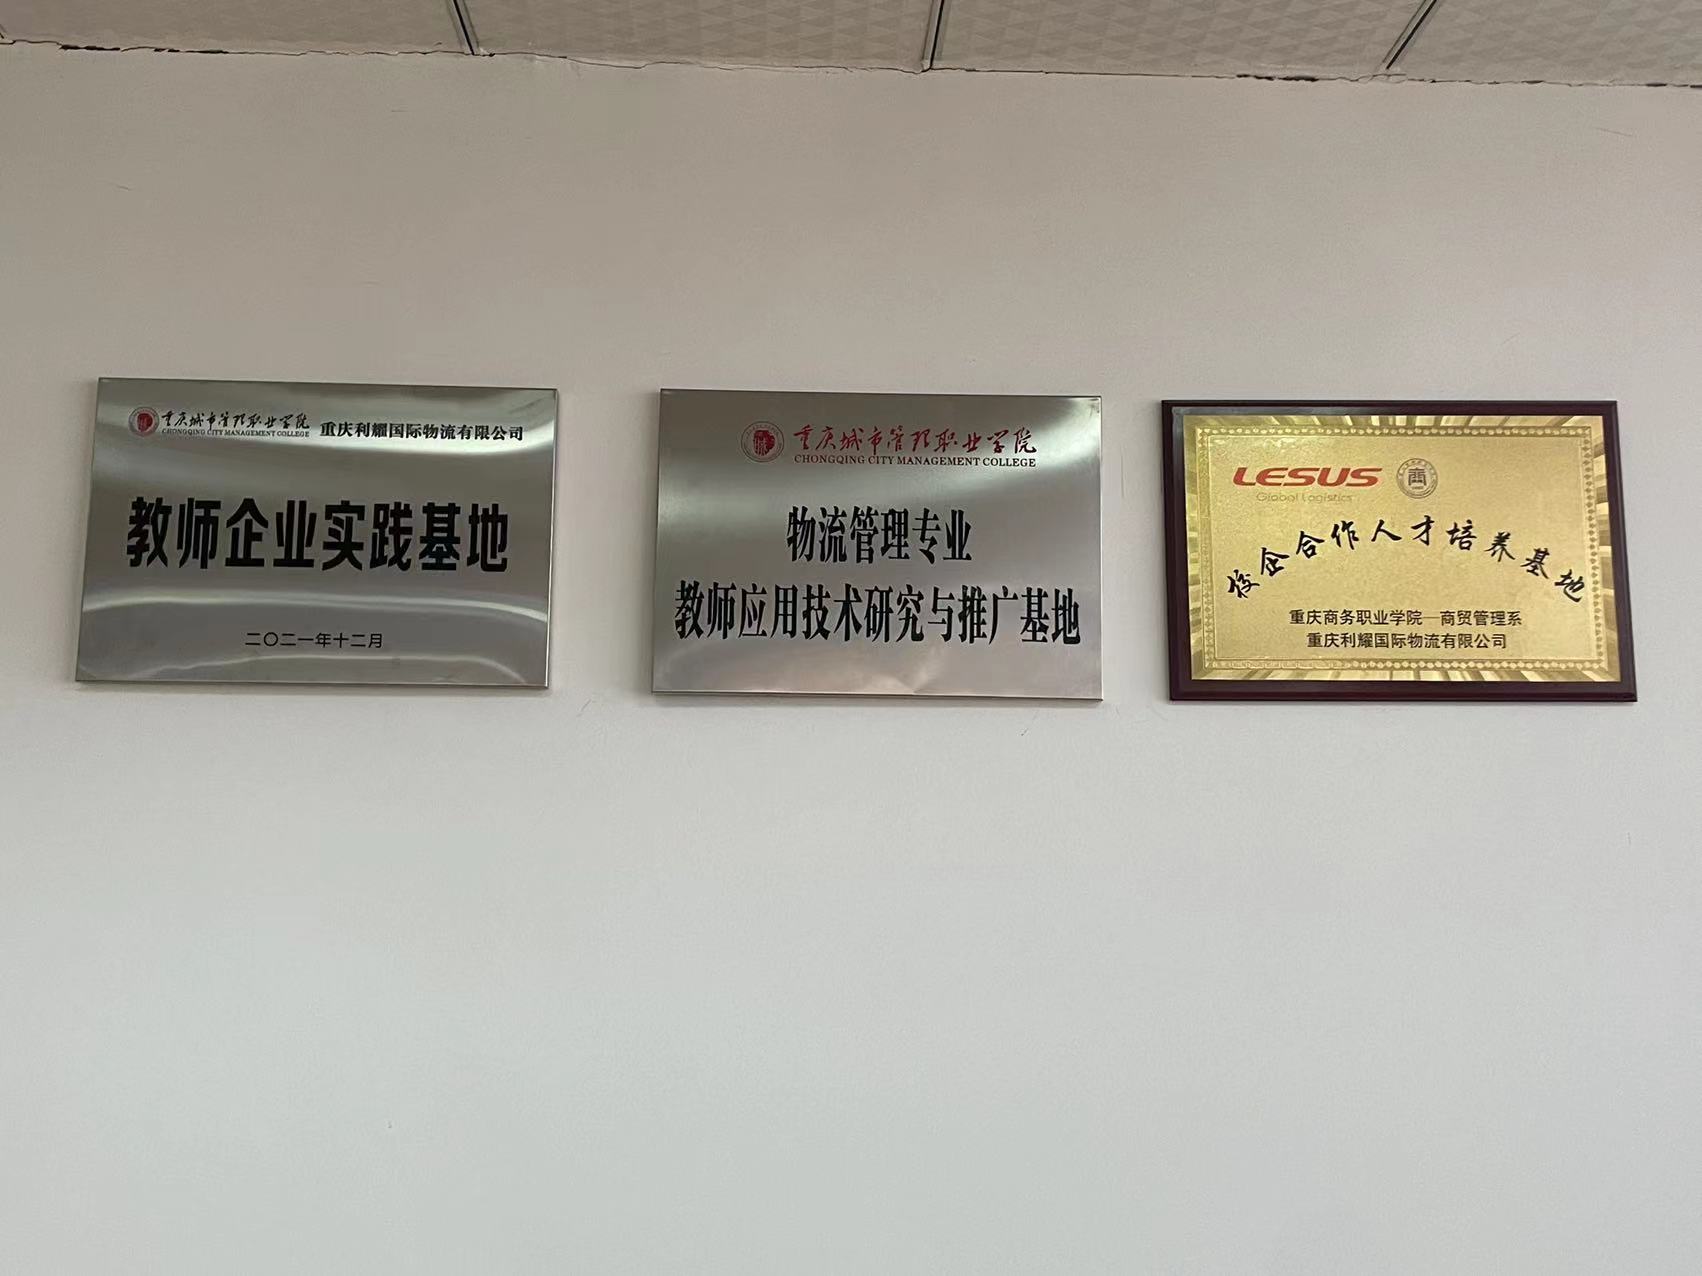 重庆城市管理职业学院 重庆利耀国际物流有限公司
CHONGQING CITY MANAGEMENT COLLEGE
教师企业实践基地
二〇二一年十二月
重庆城市管理职业学院
CHONGQING CITY MANAGEMENT COLLEGE
物流管理专业
教师应用技术研究与推广基地
LESUS 商
Global Logistics
校企合作人才培养基地
重庆商务职业学院—商贸管理系
重庆利耀国际物流有限公司